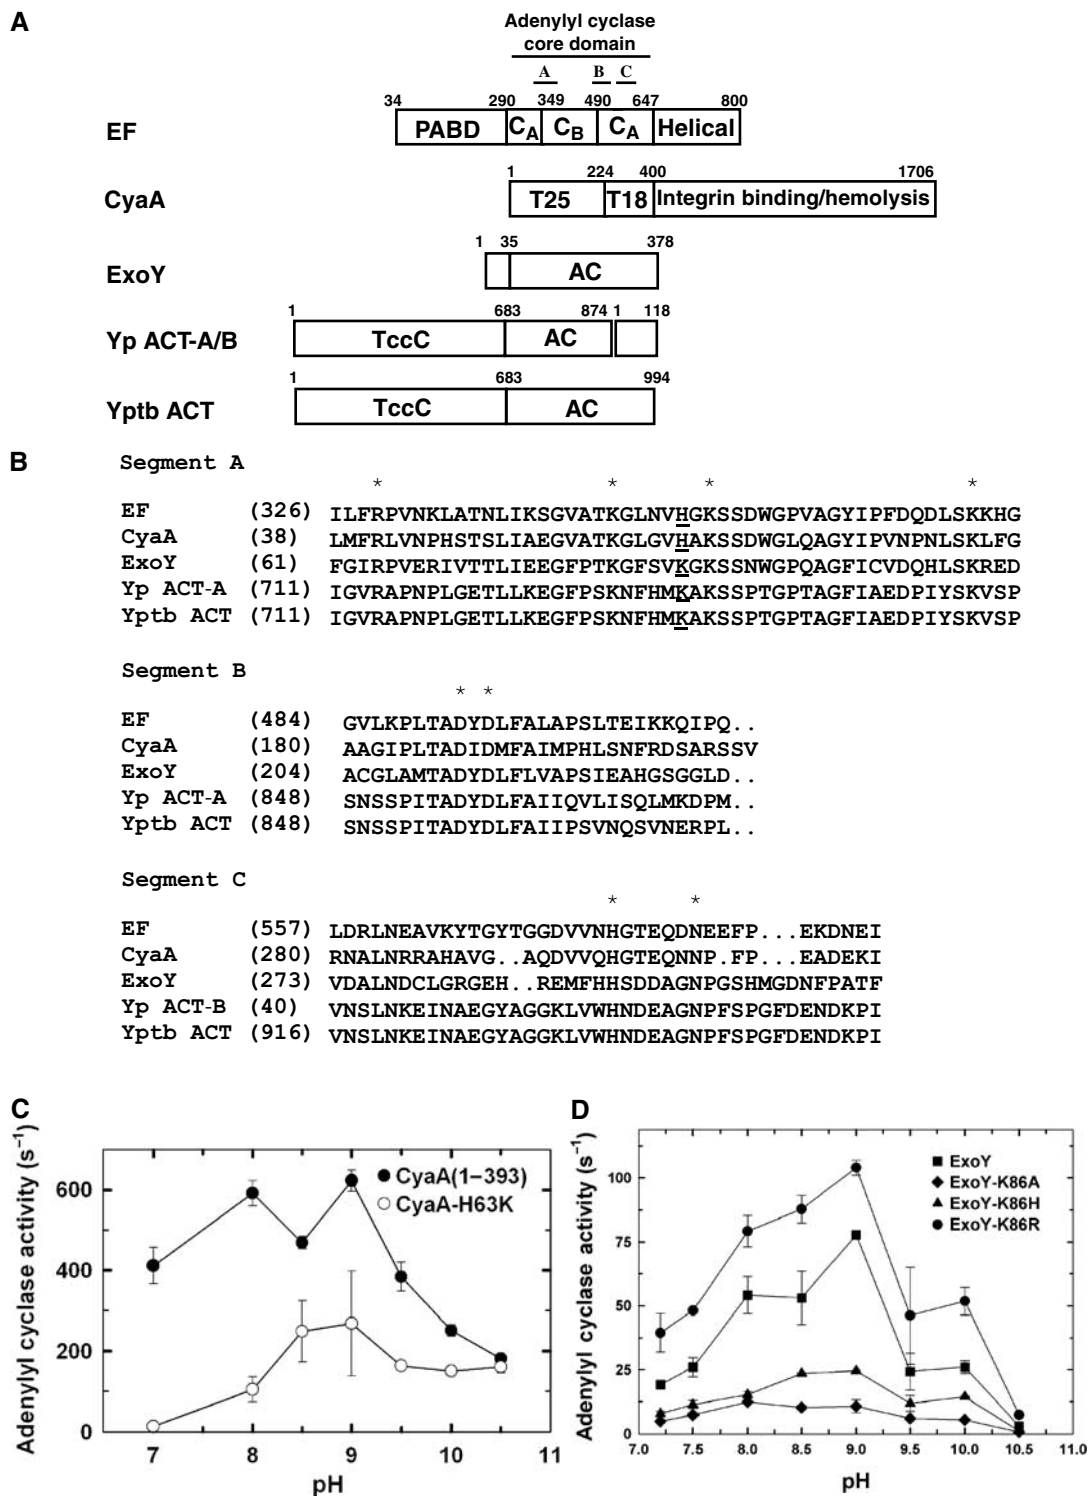 A
Adenylyl cyclase
core domain
A B C
34 290 349 490 647 800
EF PABD CA CB CA Helical
1 224 400 1706
CyaA T25 T18 Integrin binding/hemolysis
1 35 378
ExoY AC
1 683 874 1 118
Yp ACT-A/B TccC AC
1 683 994
Yptb ACT TccC AC
B
Segment A
* * * *
EF (326) ILFRPVNKLATNLIKSGVATKGLNVHGKSSDWGPVAGYIPFDQDLSKKHG
CyaA (38) LMFRLVNPHSTSLIAEGVATKGLGVHAKSSDWGLQAGYIPVNPNLSKLFG
ExoY (61) FGIRPVERIVTTLIEEGFPTKGFSVKGKSSNWGPQAGFICVDQHLSKRED
Yp ACT-A (711) IGVRAPNPLGETLLKEGFPSKNFHMKAKSSPTGPTAGFIAEDPIYSKVSP
Yptb ACT (711) IGVRAPNPLGETLLKEGFPSKNFHMKAKSSPTGPTAGFIAEDPIYSKVSP
Segment B
* *
EF (484) GVLKPLTADYDLFALAPSLTEIKKQIPQ..
CyaA (180) AAGIPLTADIDMFAIMPHLSNFRDSARSSV
ExoY (204) ACGLAMTADYDLFLVAPSIEAHGSGGLD..
Yp ACT-A (848) SNSSPITADYDLFAIIQVLISQLMKDPM..
Yptb ACT (848) SNSSPITADYDLFAIIPSVNQSVNERPL..
Segment C
* *
EF (557) LDRLNEAVKYTGYTGGDVVNHGTEQDNEEFP...EKDNEI
CyaA (280) RNALNRRAHAVG..AQDVVQHGTEQNNP.FP...EADEKI
ExoY (273) VDALNDCLGRGEH..REMFHHSDDAGNPGSHMGDNFPATF
Yp ACT-B (40) VNSLNKEINAEGYAGGKLVWHNDEAGNPFSPGFDENDKPI
Yptb ACT (916) VNSLNKEINAEGYAGGKLVWHNDEAGNPFSPGFDENDKPI
C
Adenylyl cyclase activity (s⁻¹)
600
400
200
0
7 8 9 10 11
pH
CyaA(1–393)
CyaA-H63K
D
Adenylyl cyclase activity (s⁻¹)
100
75
50
25
0
7.0 7.5 8.0 8.5 9.0 9.5 10.0 10.5 11.0
pH
ExoY
ExoY-K86A
ExoY-K86H
ExoY-K86R